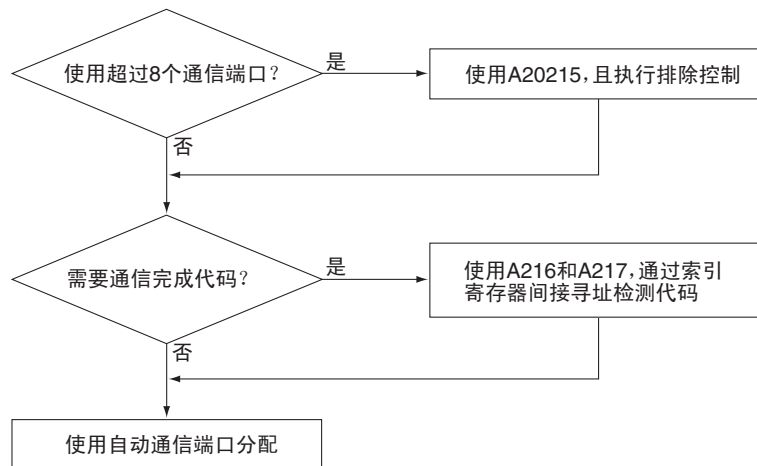 使用超过8个通信端口？
是
使用A20215，且执行排除控制
否
需要通信完成代码？
是
使用A216和A217，通过索引
寄存器间接寻址检测代码
否
使用自动通信端口分配